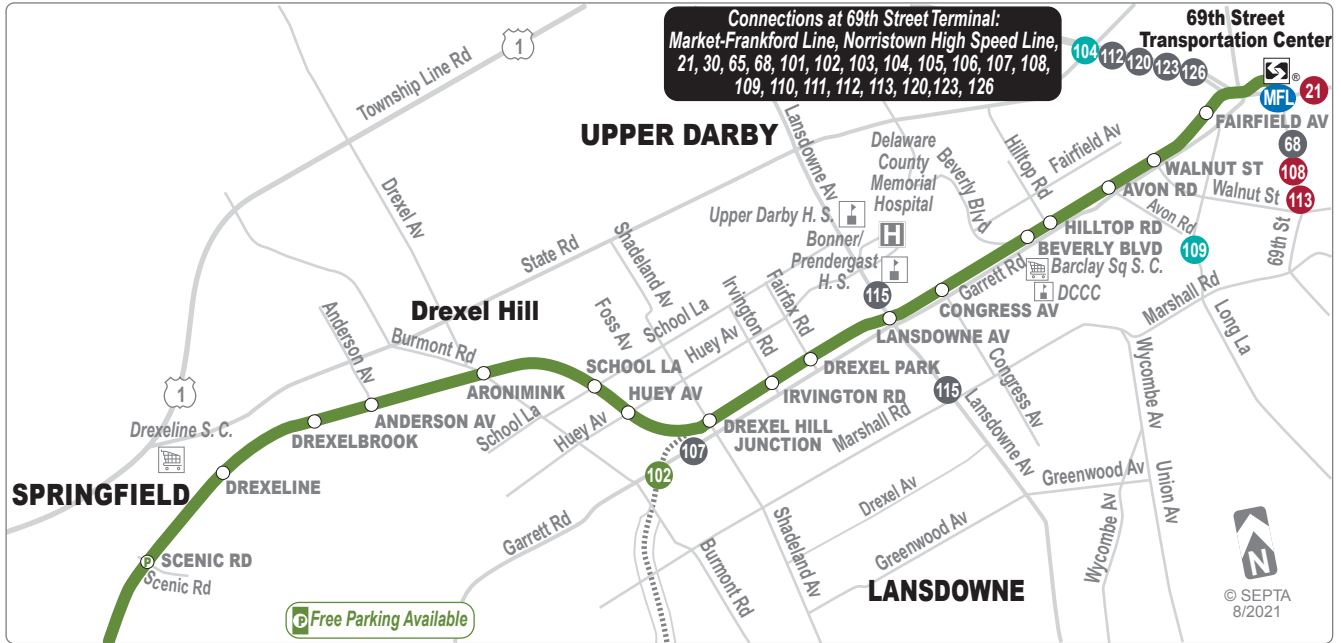 Connections at 69th Street Terminal:
Market-Frankford Line, Norristown High Speed Line,
21, 30, 65, 68, 101, 102, 103, 104, 105, 106, 107, 108,
109, 110, 111, 112, 113, 120,123, 126
69th Street
Transportation Center
®
1
Township Line Rd
104
112
120
123
126
MFL
21
FAIRFIELD AV
68
108
113
UPPER DARBY
Lansdowne Av
Delaware
County
Memorial
Hospital
Beverly Blvd
Hilltop Rd
Fairfield Av
WALNUT ST
AVON RD
Walnut St
Avon Rd
69th St
Drexel Av
State Rd
Shadeland Av
Upper Darby H. S.
H
Bonner/
Prendergast
H. S.
HILLTOP RD
BEVERLY BLVD
109
Garrett Rd
Barclay Sq S. C.
DCCC
Marshall Rd
Long La
115
CONGRESS AV
LANSDOWNE AV
Drexel Hill
Anderson Av
Burmont Rd
Foss Av
School La
Huey Av
Irvington Rd
Fairfax Rd
SCHOOL LA
HUEY AV
DREXEL PARK
IRVINGTON RD
Congress Av
Wycombe Av
1
ARONIMINK
ANDERSON AV
DREXELBROOK
School La
Huey Av
DREXEL HILL
JUNCTION
Marshall Rd
115
Lansdowne Av
Drexeline S. C.
107
102
SPRINGFIELD
DREXELINE
Garrett Rd
Drexel Av
Greenwood Av
Greenwood Av
Union Av
Wycombe Av
Shadeland Av
Burmont Rd
P
SCENIC RD
Scenic Rd
LANSDOWNE
N
P Free Parking Available
© SEPTA
8/2021